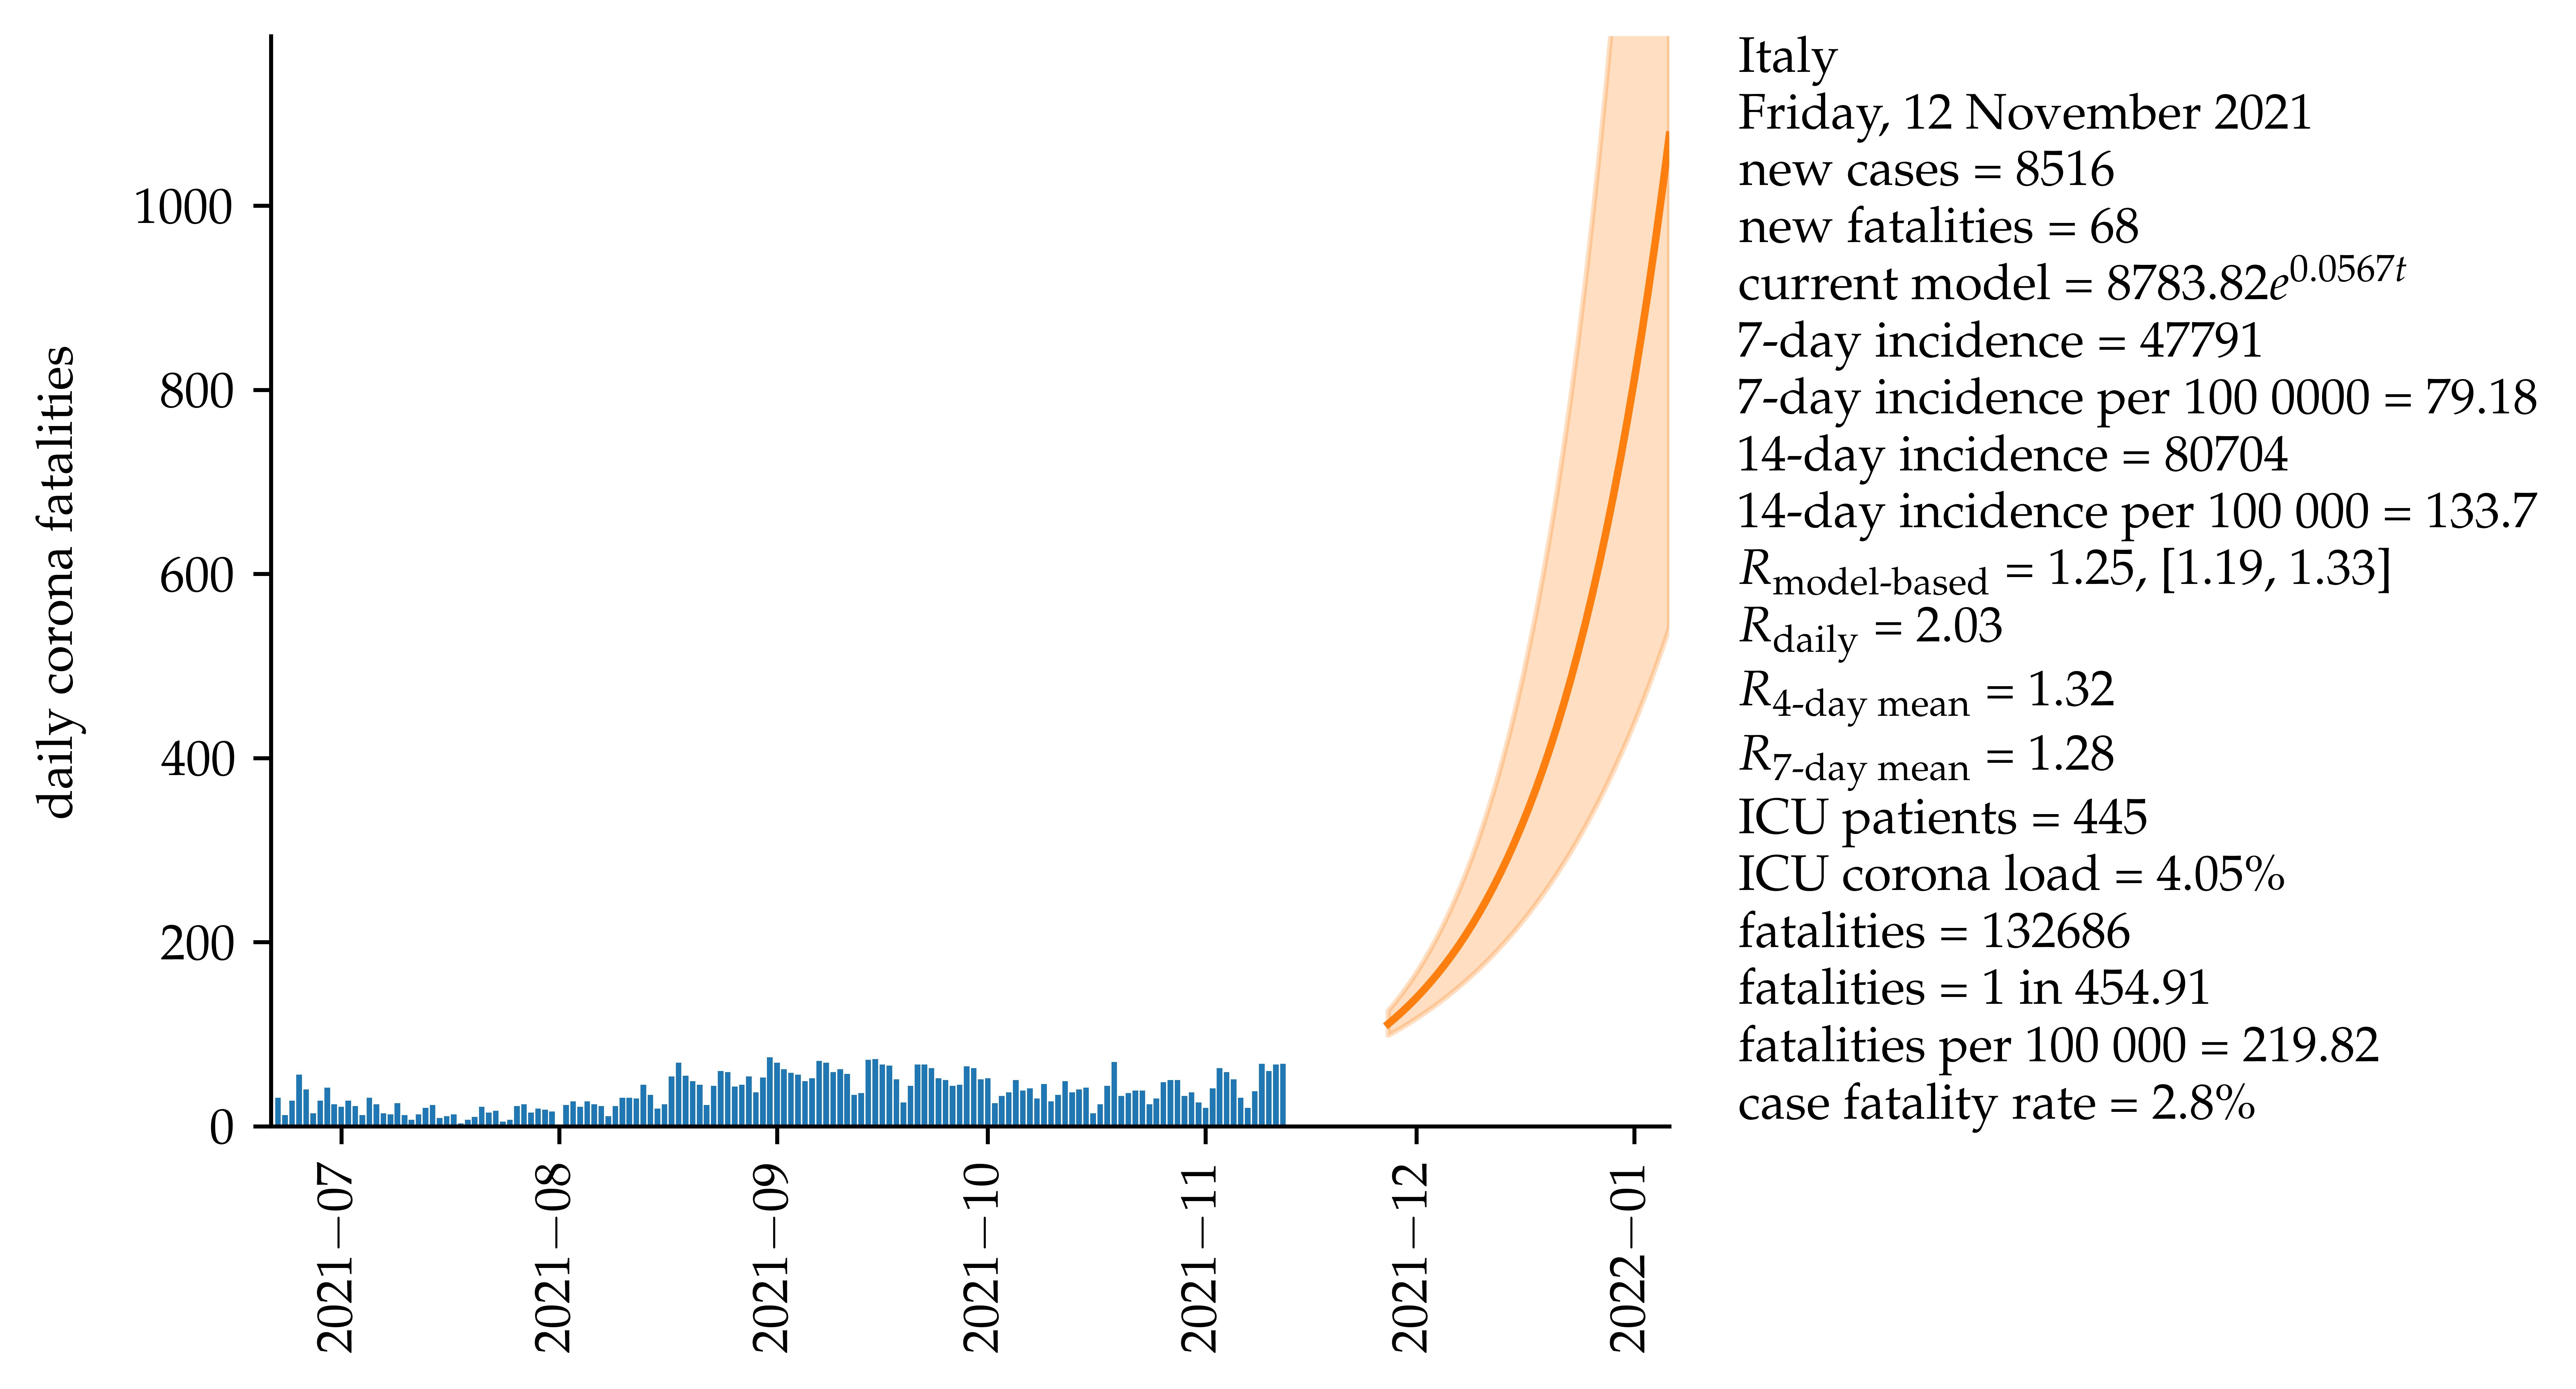 daily corona fatalities
1000
800
600
400
200
0
2021−07
2021−08
2021−09
2021−10
2021−11
2021−12
2022−01
Italy
Friday, 12 November 2021
new cases = 8516
new fatalities = 68
current model = 8783.82e^0.0567t
7-day incidence = 47791
7-day incidence per 100 0000 = 79.18
14-day incidence = 80704
14-day incidence per 100 000 = 133.7
R_model-based = 1.25, [1.19, 1.33]
R_daily = 2.03
R_4-day mean = 1.32
R_7-day mean = 1.28
ICU patients = 445
ICU corona load = 4.05%
fatalities = 132686
fatalities = 1 in 454.91
fatalities per 100 000 = 219.82
case fatality rate = 2.8%